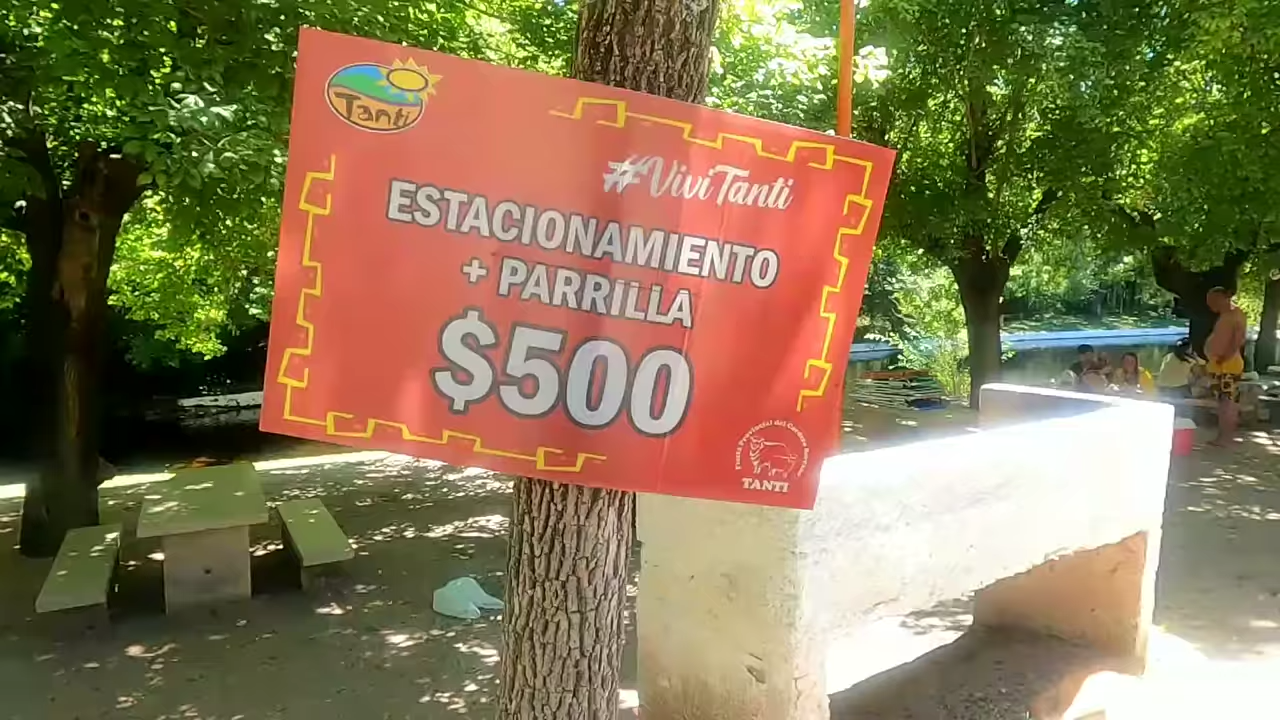 Tanti
#ViviTanti
ESTACIONAMIENTO
+ PARRILLA
$500
TANTI